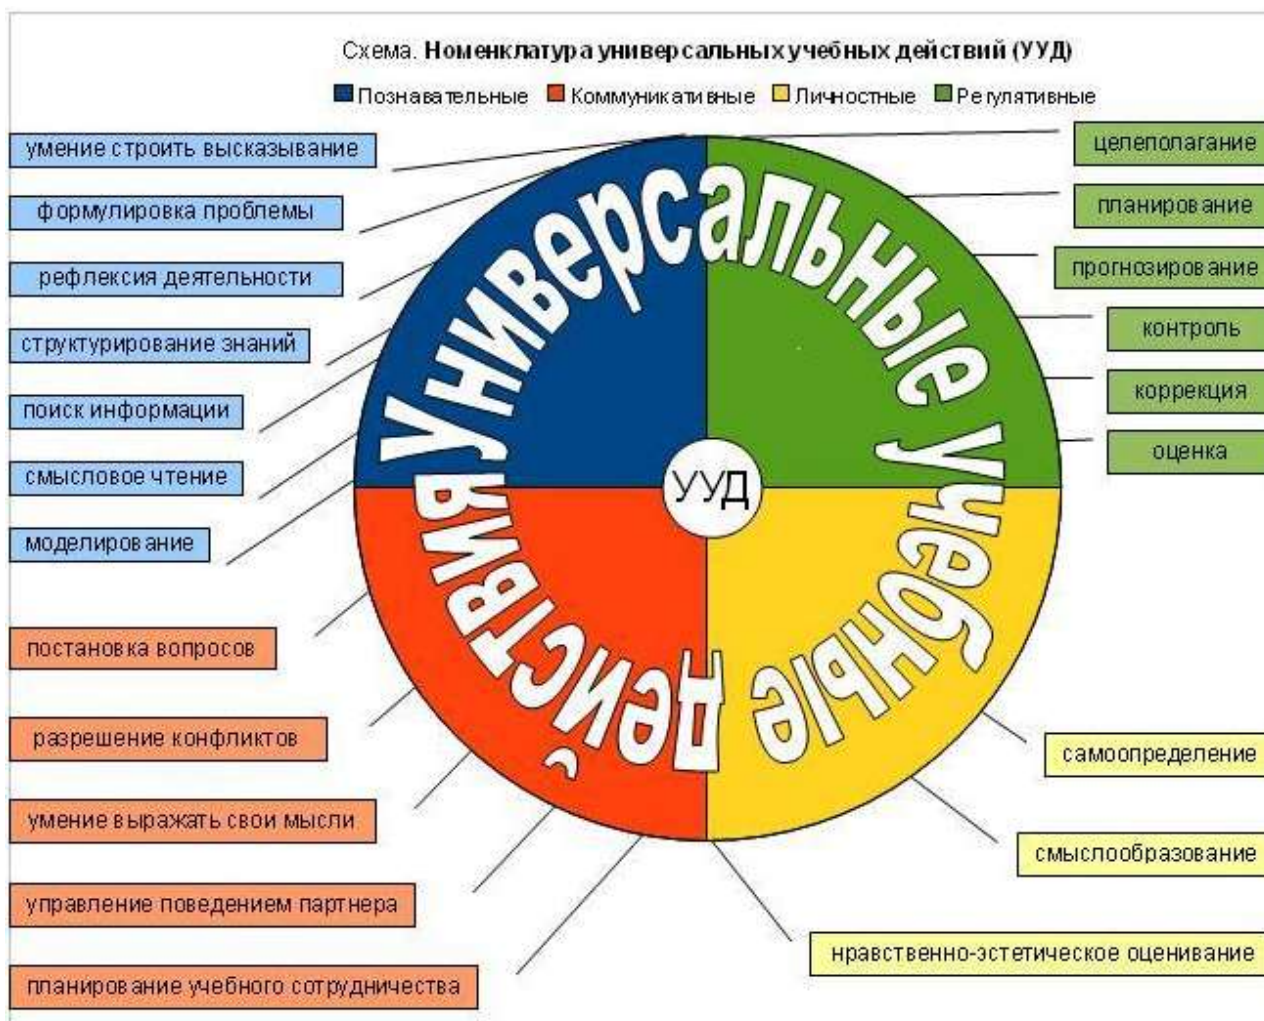 Схема. Номенклатура универсальных учебных действий (УУД)
Познавательные Коммуникативные Личностные Регулятивные
умение строить высказывание
формулировка проблемы
рефлексия деятельности
структурирование знаний
поиск информации
смысловое чтение
моделирование
постановка вопросов
разрешение конфликтов
умение выражать свои мысли
управление поведением партнера
планирование учебного сотрудничества
Универсальные учебные действия
УУД
целеполагание
планирование
прогнозирование
контроль
коррекция
оценка
самоопределение
смыслообразование
нравственно-эстетическое оценивание